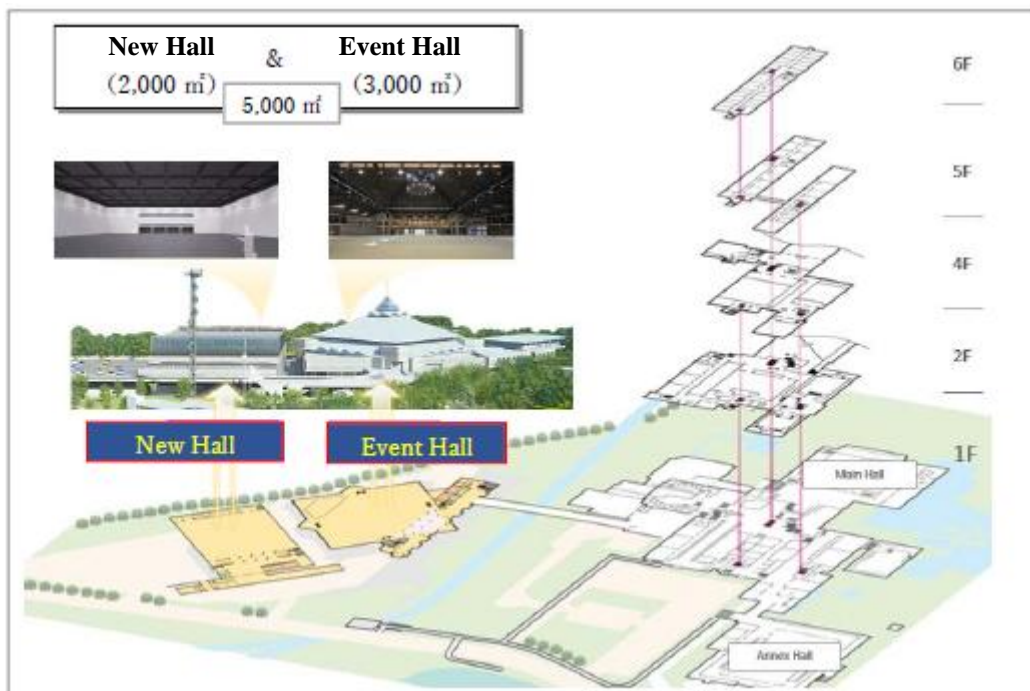 New Hall & Event Hall
(2,000 ㎡) (3,000 ㎡)
5,000 ㎡
6F
5F
4F
2F
1F
New Hall
Event Hall
Main Hall
Annex Hall